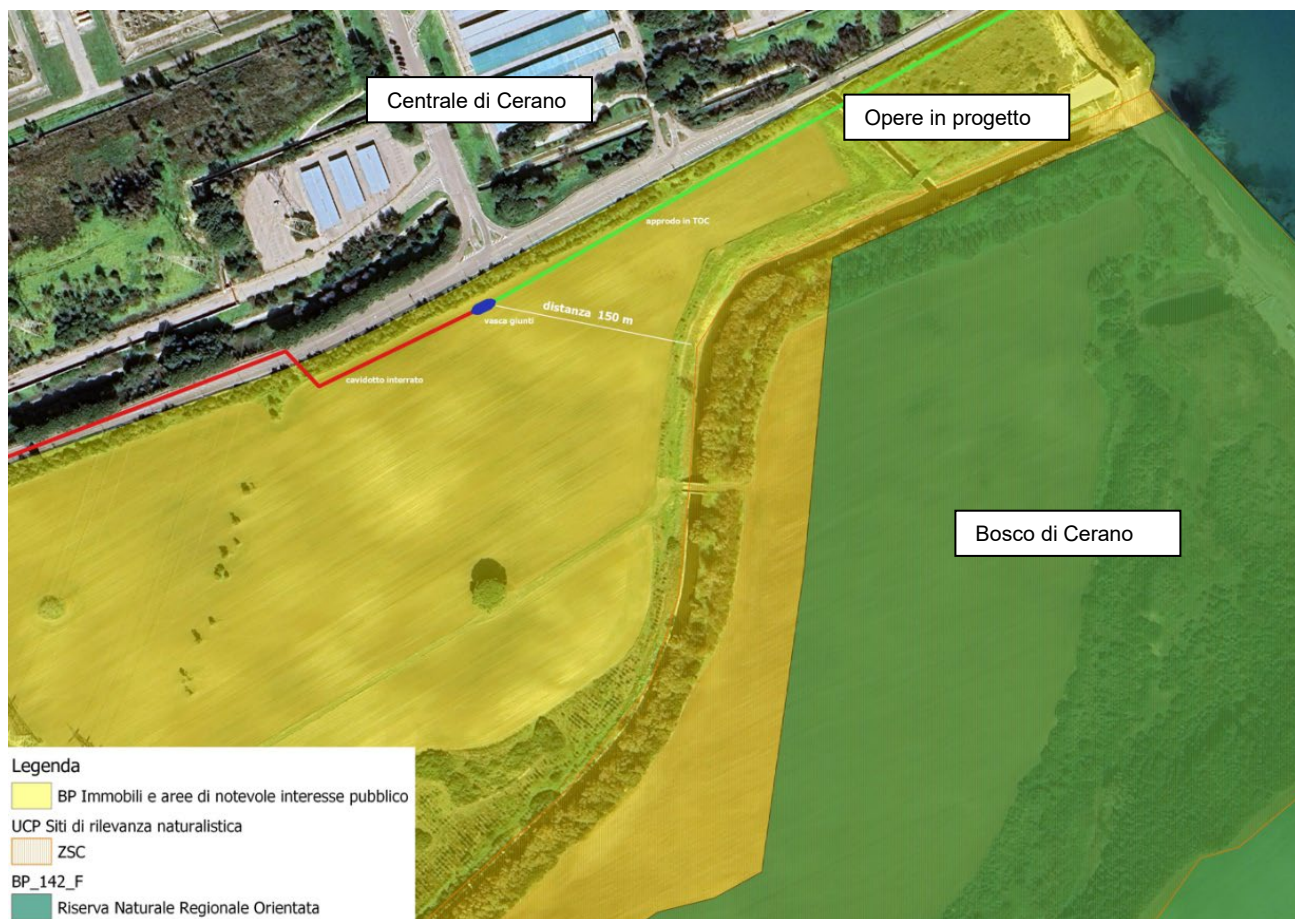 Centrale di Cerano
Opere in progetto
approdo in TOC
distanza 150 m
vasca giunti
cavidotto interrato
Bosco di Cerano
Legenda
BP Immobili e aree di notevole interesse pubblico
UCP Siti di rilevanza naturalistica
ZSC
BP_142_F
Riserva Naturale Regionale Orientata